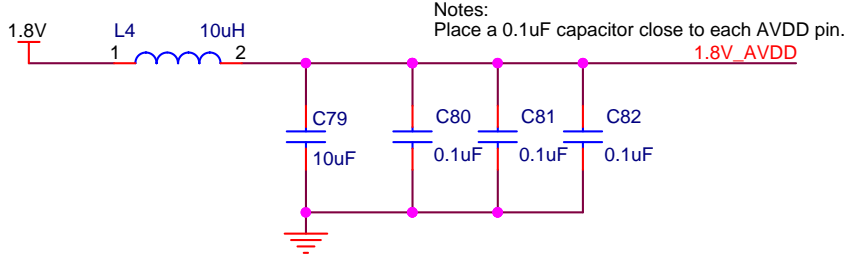 Notes:
Place a 0.1uF capacitor close to each AVDD pin.
1.8V
L4
10uH
1
2
1.8V_AVDD
C79
10uF
C80
0.1uF
C81
0.1uF
C82
0.1uF